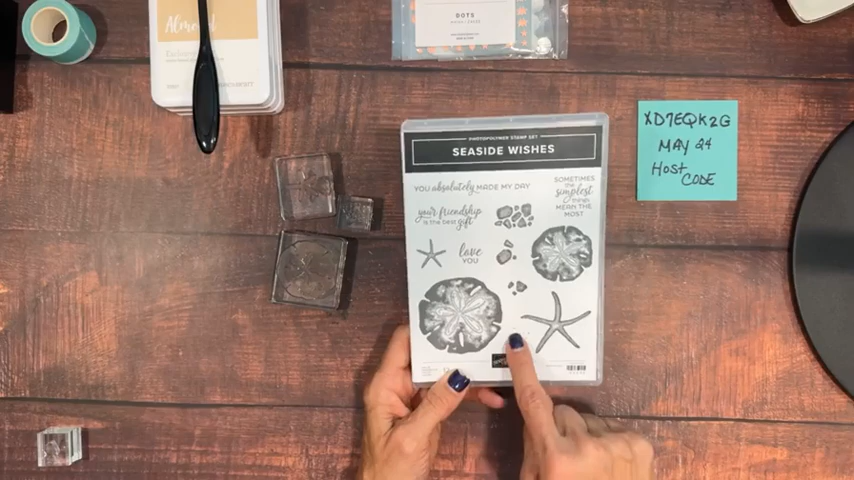 Almond
DOTS
XD7EQK2G
MAY 24
HOST
CODE
PHOTOPOLYMER STAMP SET
SEASIDE WISHES
YOU absolutely MADE MY DAY
SOMETIMES
the
simplest
things
MEAN THE
MOST
your friendship
is the best gift
love
YOU